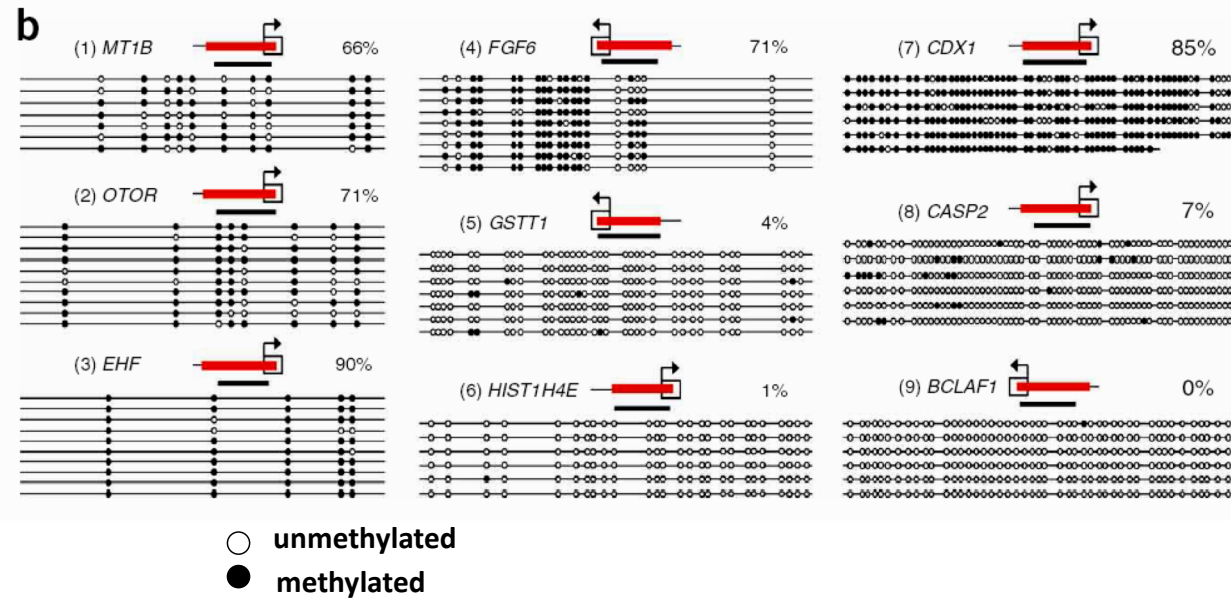 b
(1) MT1B 66%
(2) OTOR 71%
(3) EHF 90%
(4) FGF6 71%
(5) GSTT1 4%
(6) HIST1H4E 1%
(7) CDX1 85%
(8) CASP2 7%
(9) BCLAF1 0%
unmethylated
methylated